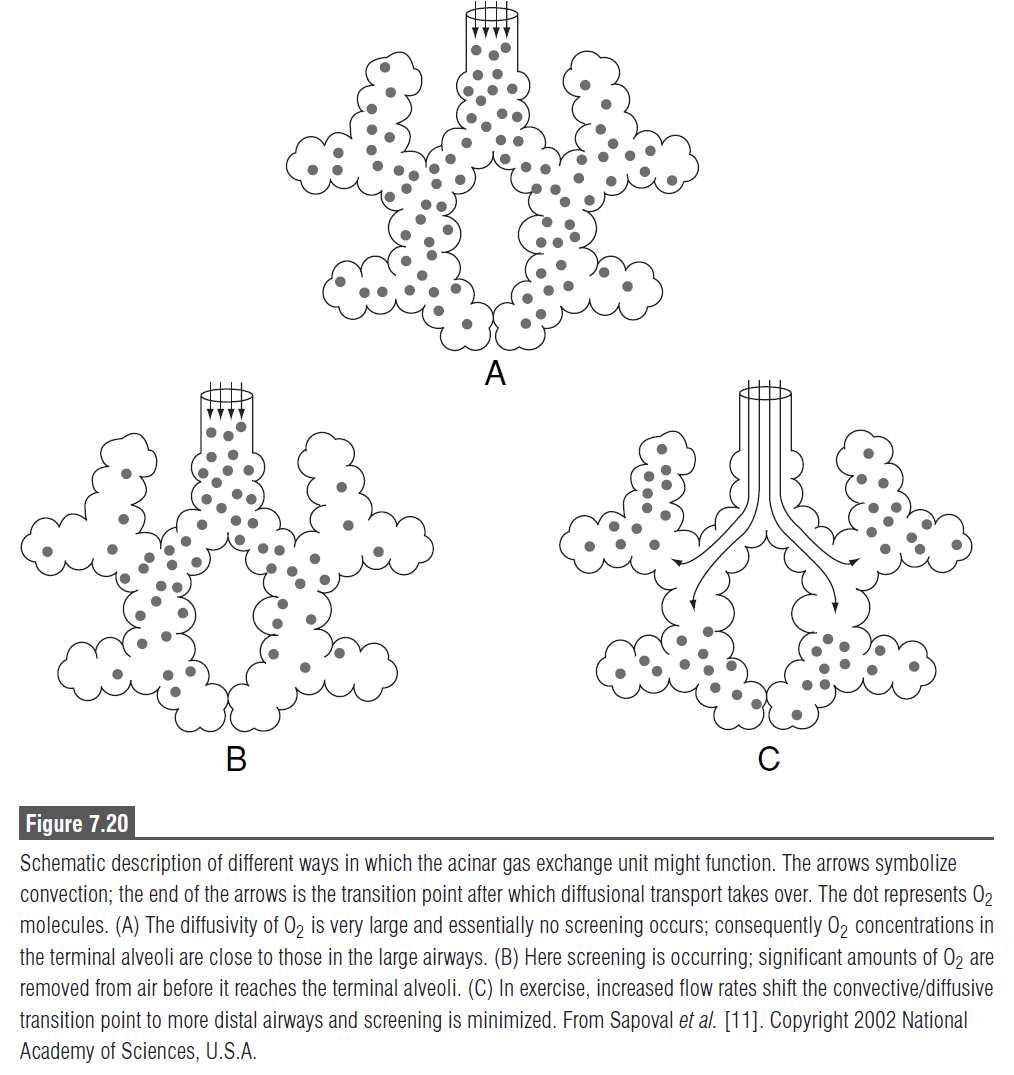 A
B
C
Figure 7.20
Schematic description of different ways in which the acinar gas exchange unit might function. The arrows symbolize
convection; the end of the arrows is the transition point after which diffusional transport takes over. The dot represents O₂
molecules. (A) The diffusivity of O₂ is very large and essentially no screening occurs; consequently O₂ concentrations in
the terminal alveoli are close to those in the large airways. (B) Here screening is occurring; significant amounts of O₂ are
removed from air before it reaches the terminal alveoli. (C) In exercise, increased flow rates shift the convective/diffusive
transition point to more distal airways and screening is minimized. From Sapoval et al. [11]. Copyright 2002 National
Academy of Sciences, U.S.A.